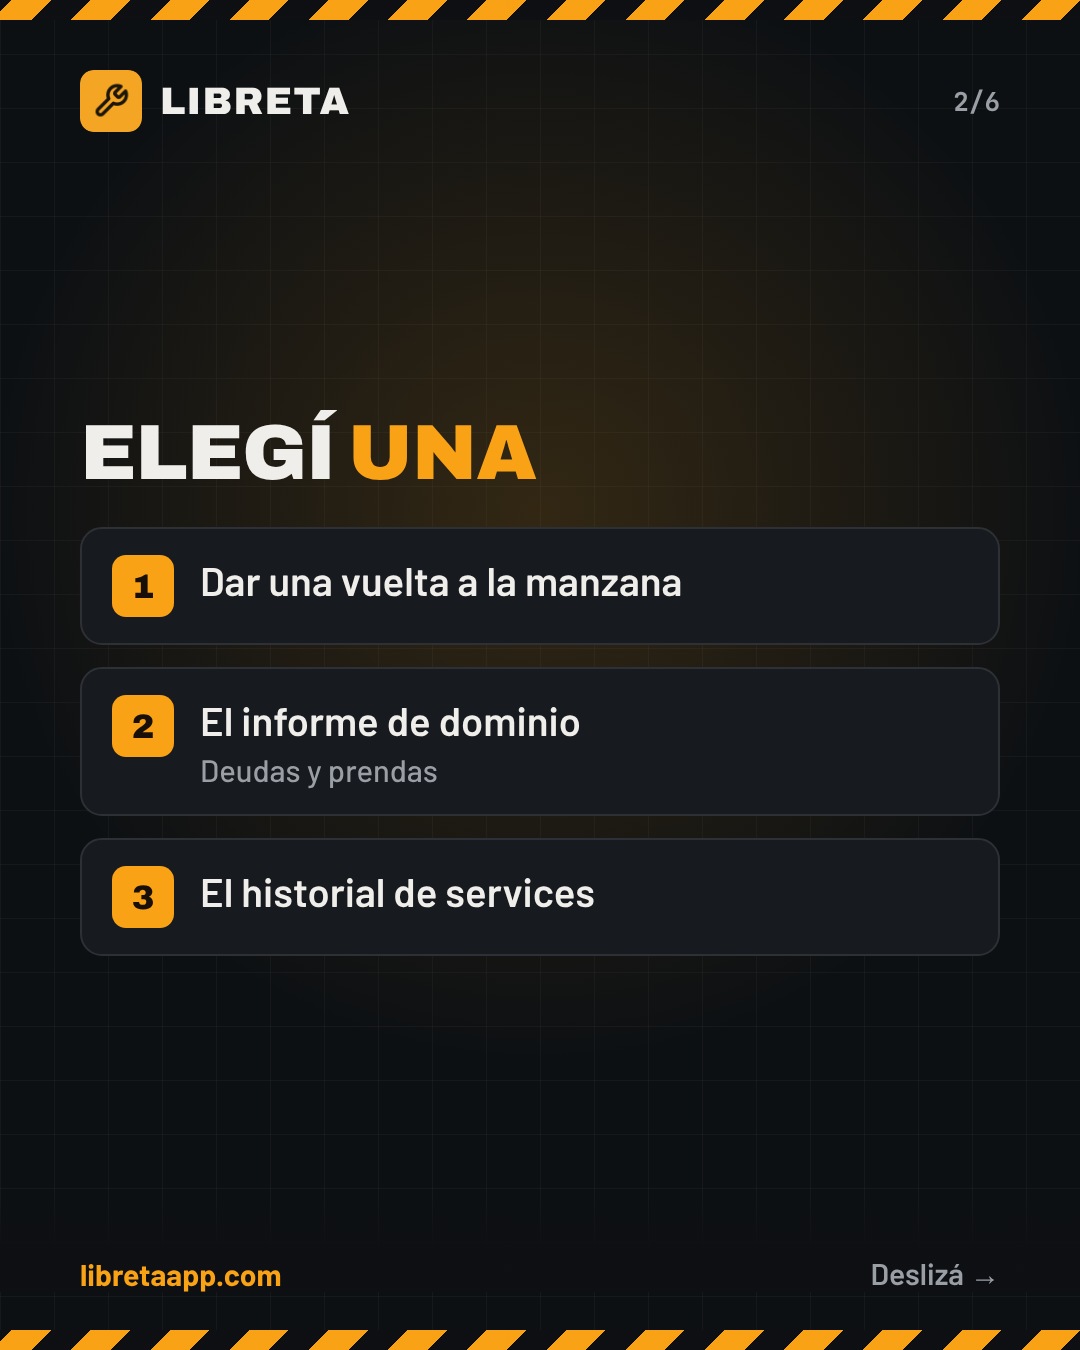 LIBRETA
2/6
ELEGÍ UNA
1 Dar una vuelta a la manzana
2 El informe de dominio
Deudas y prendas
3 El historial de services
libretaapp.com
Deslizá →